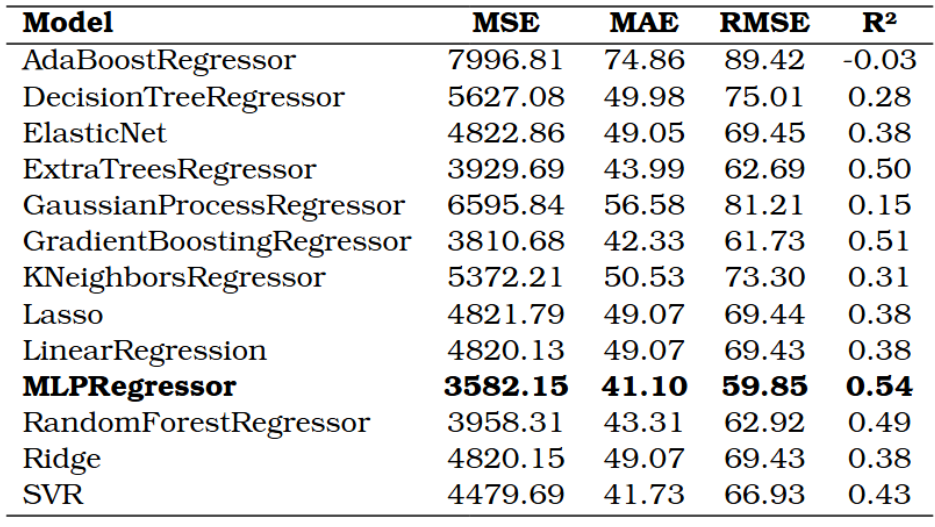 Model MSE MAE RMSE R²
AdaBoostRegressor 7996.81 74.86 89.42 -0.03
DecisionTreeRegressor 5627.08 49.98 75.01 0.28
ElasticNet 4822.86 49.05 69.45 0.38
ExtraTreesRegressor 3929.69 43.99 62.69 0.50
GaussianProcessRegressor 6595.84 56.58 81.21 0.15
GradientBoostingRegressor 3810.68 42.33 61.73 0.51
KNeighborsRegressor 5372.21 50.53 73.30 0.31
Lasso 4821.79 49.07 69.44 0.38
LinearRegression 4820.13 49.07 69.43 0.38
MLPRegressor 3582.15 41.10 59.85 0.54
RandomForestRegressor 3958.31 43.31 62.92 0.49
Ridge 4820.15 49.07 69.43 0.38
SVR 4479.69 41.73 66.93 0.43